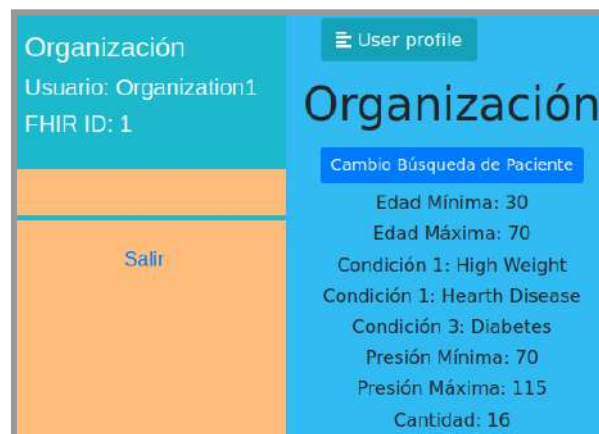 Organización
Usuario: Organization1
FHIR ID: 1
Salir
User profile
Organización
Cambio Búsqueda de Paciente
Edad Mínima: 30
Edad Máxima: 70
Condición 1: High Weight
Condición 1: Hearth Disease
Condición 3: Diabetes
Presión Mínima: 70
Presión Máxima: 115
Cantidad: 16